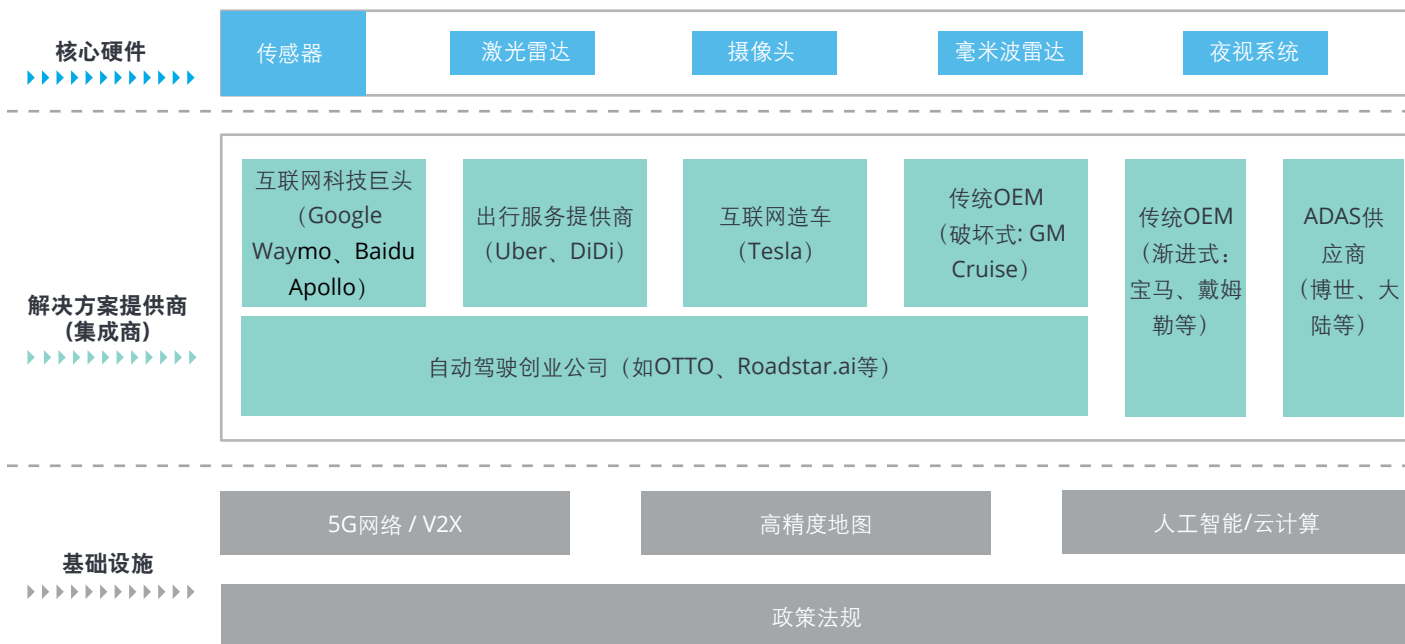 核心硬件
传感器
激光雷达
摄像头
毫米波雷达
夜视系统
解决方案提供商
(集成商)
互联网科技巨头
（Google
Waymo、Baidu
Apollo）
出行服务提供商
（Uber、DiDi）
互联网造车
（Tesla）
传统OEM
（破坏式: GM
Cruise）
传统OEM
（渐进式：
宝马、戴姆
勒等）
ADAS供
应商
（博世、大
陆等）
自动驾驶创业公司（如OTTO、Roadstar.ai等）
基础设施
5G网络 / V2X
高精度地图
人工智能/云计算
政策法规